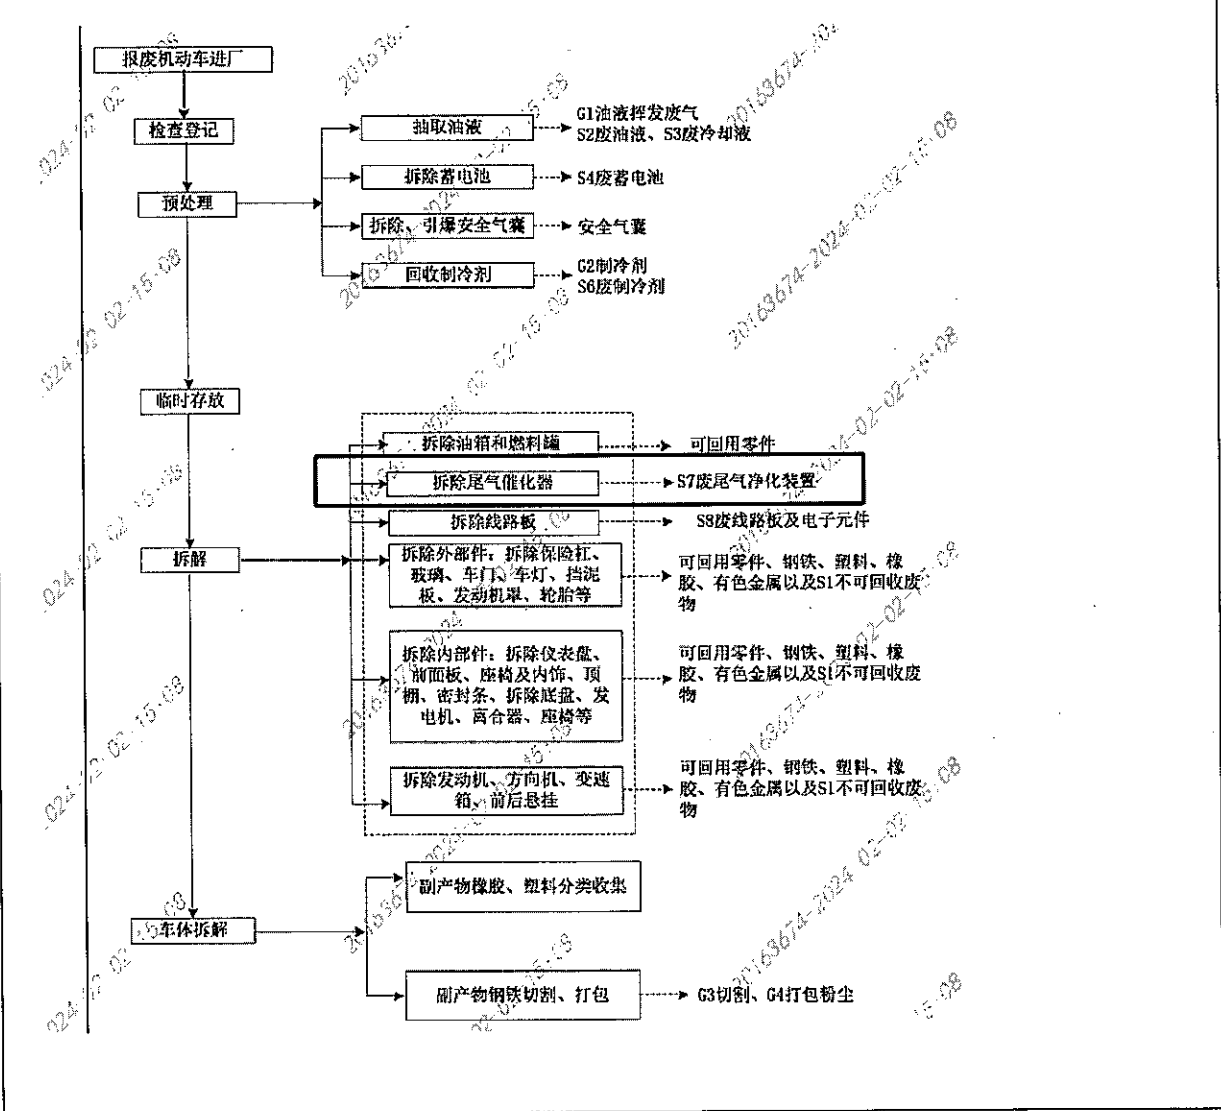 报废机动车进厂
检查登记
预处理
抽取油液
G1油液挥发废气
S2废油液、S3废冷却液
拆除蓄电池
S4废蓄电池
拆除、引爆安全气囊
安全气囊
回收制冷剂
G2制冷剂
S6废制冷剂
临时存放
拆除油箱和燃料罐
可回用零件
拆除尾气催化器
S7废尾气净化装置
拆除线路板
S8废线路板及电子元件
拆解
拆除外部件：拆除保险杠、
玻璃、车门、车灯、挡泥
板、发动机罩、轮胎等
可回用零件、钢铁、塑料、橡
胶、有色金属以及S1不可回收废
物
拆除内部件：拆除仪表盘、
前面板、座椅及内饰、顶
棚、密封条、拆除底盘、发
电机、离合器、座椅等
可回用零件、钢铁、塑料、橡
胶、有色金属以及S1不可回收废
物
拆除发动机、方向机、变速
箱、前后悬挂
可回用零件、钢铁、塑料、橡
胶、有色金属以及S1不可回收废
物
车体拆解
副产物橡胶、塑料分类收集
副产物钢铁切割、打包
G3切割、G4打包粉尘
20163674-2024-02-02-15-08